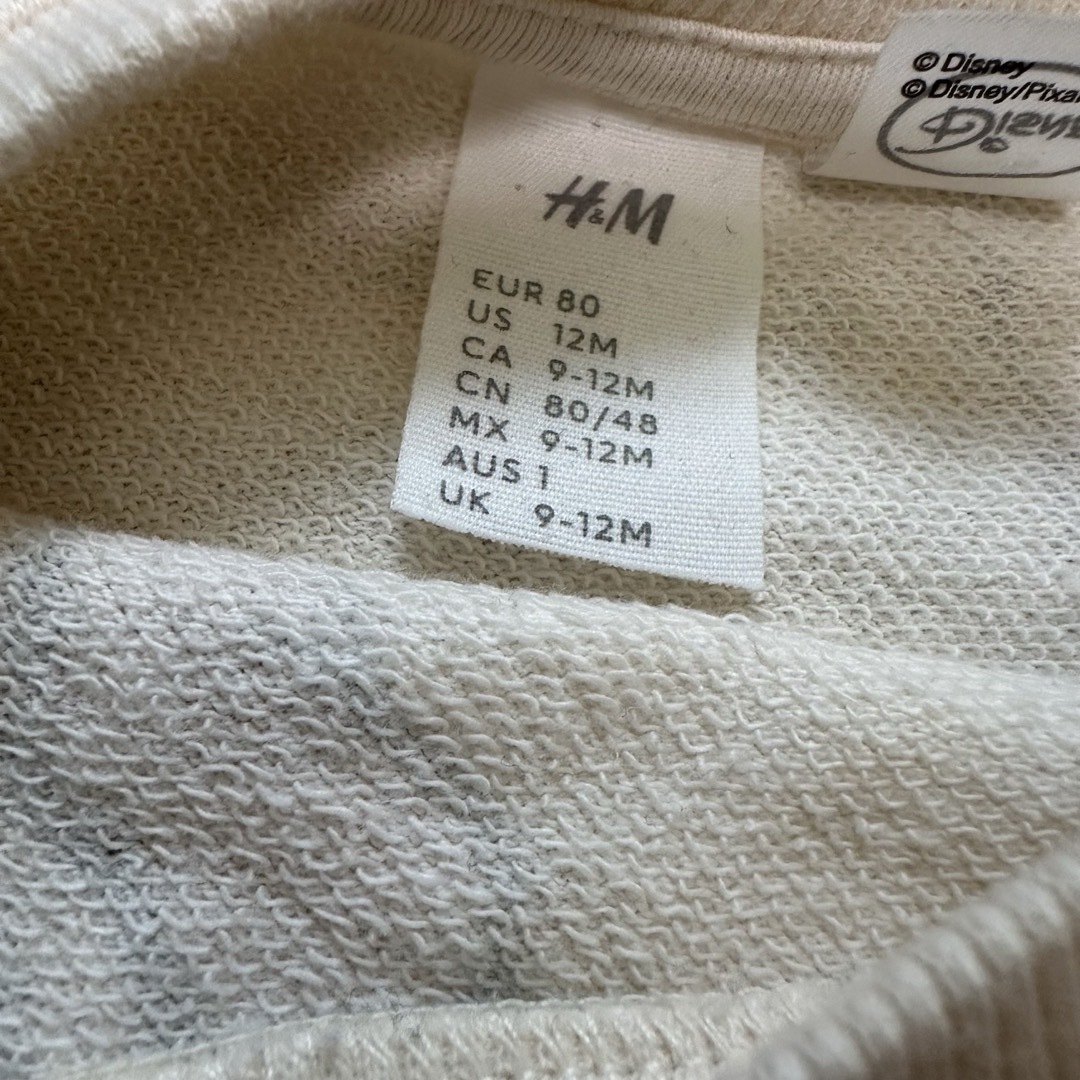 © Disney
© Disney/Pixar
H&M
EUR 80
US 12M
CA 9-12M
CN 80/48
MX 9-12M
AUS 1
UK 9-12M